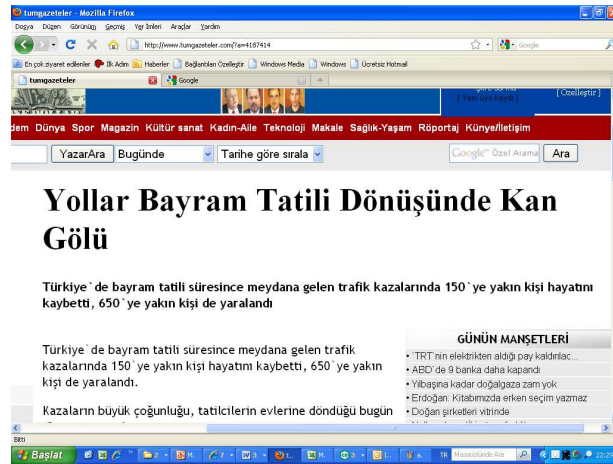 tumgazeteler - Mozilla Firefox
Dosya Düzen Görünüm Geçmiş Yer İmleri Araçlar Yardım
http://www.tumgazeteler.com/?a=4187414
Google
En çok ziyaret edilenler İlk Adım Haberler Bağlantıları Özelleştir Windows Media Windows Ücretsiz Hotmail
tumgazeteler Google
[ Yeni üye kaydı ] [ Özelleştir ]
dem Dünya Spor Magazin Kültür sanat Kadın-Aile Teknoloji Makale Sağlık-Yaşam Röportaj Künye/İletişim
YazarAra Bugünde Tarihe göre sırala Google Özel Arama Ara
Yollar Bayram Tatili Dönüşünde Kan
Gölü
Türkiye`de bayram tatili süresince meydana gelen trafik kazalarında 150`ye yakın kişi hayatını
kaybetti, 650`ye yakın kişi de yaralandı
Türkiye`de bayram tatili süresince meydana gelen trafik
kazalarında 150`ye yakın kişi hayatını kaybetti, 650`ye yakın
kişi de yaralandı.
Kazaların büyük çoğunluğu, tatilcilerin evlerine döndüğü bugün
GÜNÜN MANŞETLERİ
• `TRT`nin elektrikten aldığı pay kaldırılac...
• ABD`de 9 banka daha kapandı
• Yılbaşına kadar doğalgaza zam yok
• Erdoğan: Kitabımızda erken seçim yazmaz
• Doğan şirketleri vitrinde
Bitti
Başlat TR Masaüstünde Ara 22:29